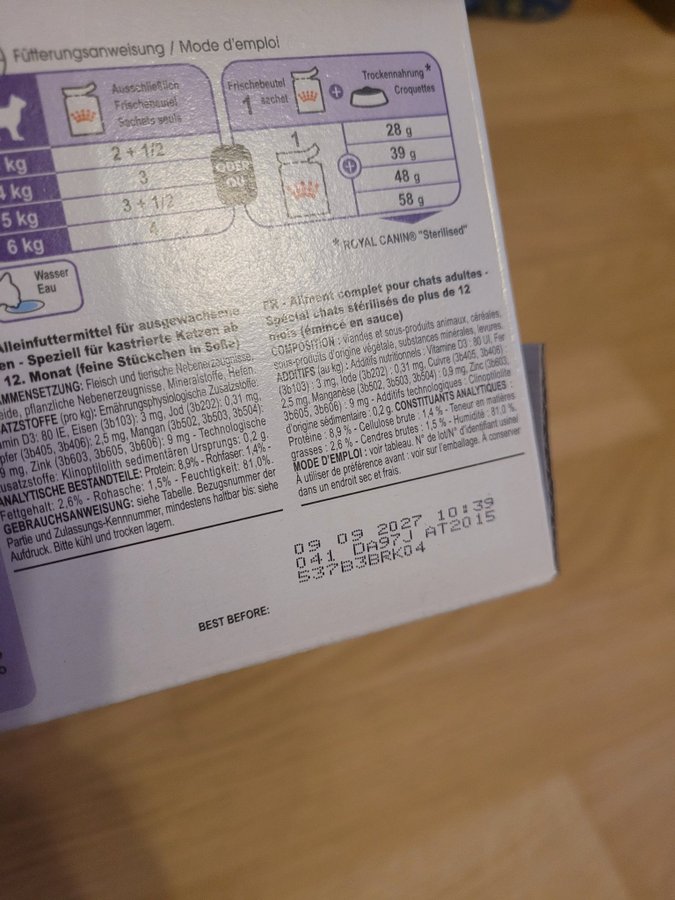 Fütterungsanweisung / Mode d'emploi
Ausschließlich
Frischebeutel
Sachets seuls
Frischebeutel
1 sachet
+
Trockennahrung*
Croquettes
kg
2 + 1/2
4 kg
3
5 kg
3 + 1/2
6 kg
4
ODER
OU
1
+
28 g
39 g
48 g
58 g
* ROYAL CANIN® "Sterilised"
Wasser
Eau
Alleinfuttermittel für ausgewachsene
en - Speziell für kastrierte Katzen ab
12. Monat (feine Stückchen in Soße)
AMMENSETZUNG: Fleisch und tierische Nebenerzeugnisse,
eide, pflanzliche Nebenerzeugnisse, Mineralstoffe, Hefen.
ATZSTOFFE (pro kg): Ernährungsphysiologische Zusatzstoffe:
amin D3: 80 IE, Eisen (3b103): 3 mg, Jod (3b202): 0,31 mg,
pfer (3b405, 3b406): 2,5 mg, Mangan (3b502, 3b503, 3b504):
9 mg, Zink (3b603, 3b605, 3b606): 9 mg - Technologische
usatzstoffe: Klinoptilolith sedimentären Ursprungs: 0,2 g.
ANALYTISCHE BESTANDTEILE: Protein: 8,9% - Rohfaser: 1,4% -
Fettgehalt: 2,6% - Rohasche: 1,5% - Feuchtigkeit: 81,0%.
GEBRAUCHSANWEISUNG: siehe Tabelle. Bezugsnummer der
Partie und Zulassungs-Kennnummer, mindestens haltbar bis: siehe
Aufdruck. Bitte kühl und trocken lagern.
FR - Aliment complet pour chats adultes -
Spécial chats stérilisés de plus de 12
mois (émincé en sauce)
COMPOSITION : viandes et sous-produits animaux, céréales,
sous-produits d'origine végétale, substances minérales, levures.
ADDITIFS (au kg) : Additifs nutritionnels : Vitamine D3 : 80 UI, Fer
(3b103) : 3 mg, Iode (3b202) : 0,31 mg, Cuivre (3b405, 3b406) :
2,5 mg, Manganèse (3b502, 3b503, 3b504) : 0,9 mg, Zinc (3b603,
3b605, 3b606) : 9 mg - Additifs technologiques : Clinoptilolite
d'origine sédimentaire : 0,2 g. CONSTITUANTS ANALYTIQUES :
Protéine : 8,9 % - Cellulose brute : 1,4 % - Teneur en matières
grasses : 2,6 % - Cendres brutes : 1,5 % - Humidité : 81,0 %.
MODE D'EMPLOI : voir tableau. N° de lot/N° d'identification usine/
À utiliser de préférence avant : voir sur l'emballage. À conserver
dans un endroit sec et frais.
09 09 2027 10:39
041 DA97J AT2015
537B3BRK04
BEST BEFORE: